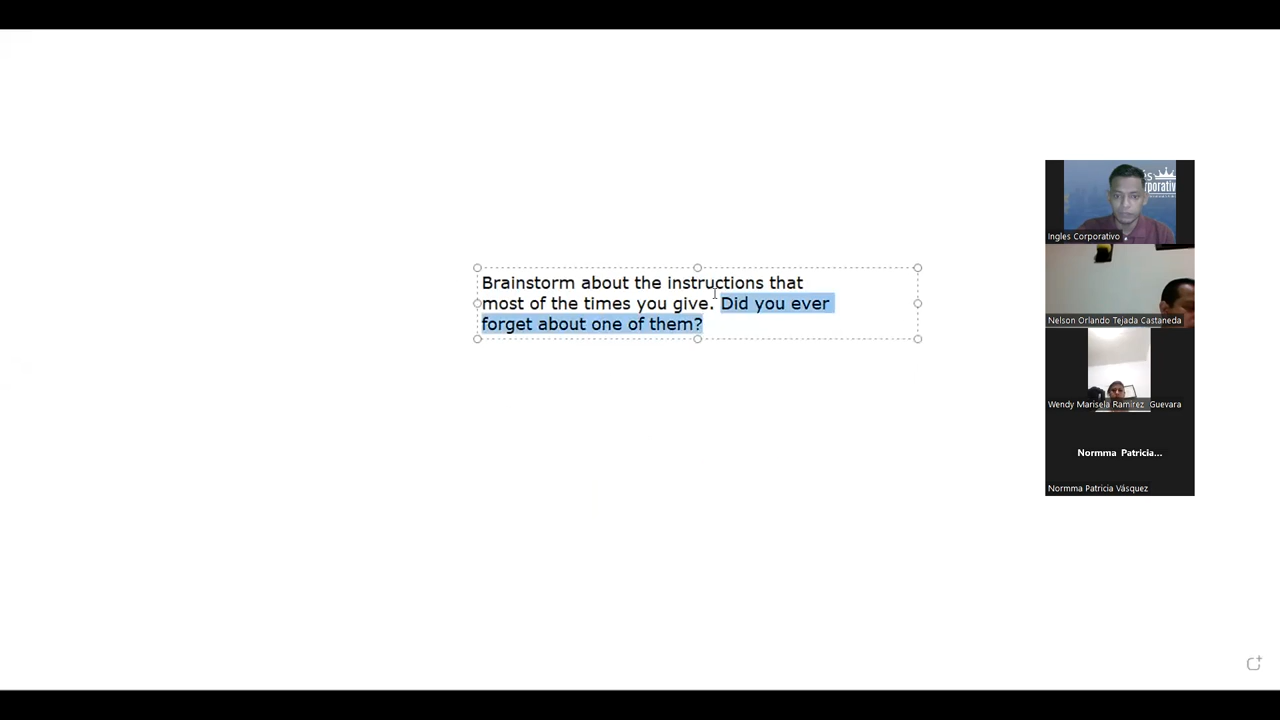 Brainstorm about the instructions that
most of the times you give. Did you ever
forget about one of them?
Ingles Corporativo
Nelson Orlando Tejada Castaneda
Wendy Marisela Ramirez Guevara
Normma Patricia...
Normma Patricia Vásquez